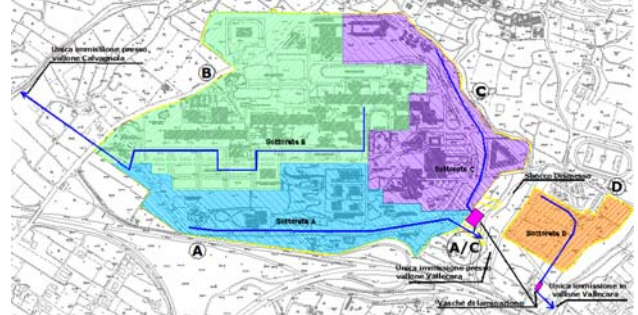 Unica immissione presso
vallone Calvagnola
B
C
Sottorete B
Sottorete C
Sbocco Dismesso
D
Sottorete A
Sottorete D
A
A/C
Unica immissione presso
vallone Vallecara
Unica immissione in
vallone Vallecara
Vasche di laminazione